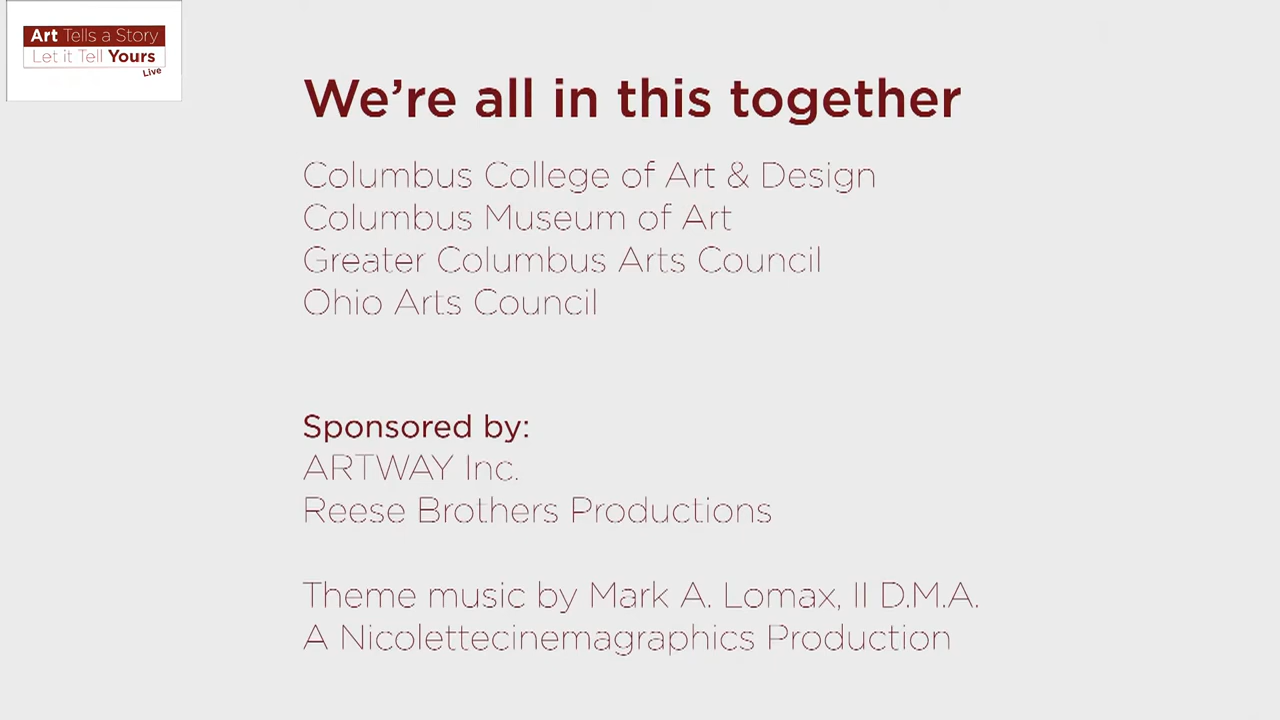 Art Tells a Story
Let it Tell Yours
Live
We're all in this together
Columbus College of Art & Design
Columbus Museum of Art
Greater Columbus Arts Council
Ohio Arts Council
Sponsored by:
ARTWAY Inc.
Reese Brothers Productions
Theme music by Mark A. Lomax, II D.M.A.
A Nicolettecinemagraphics Production